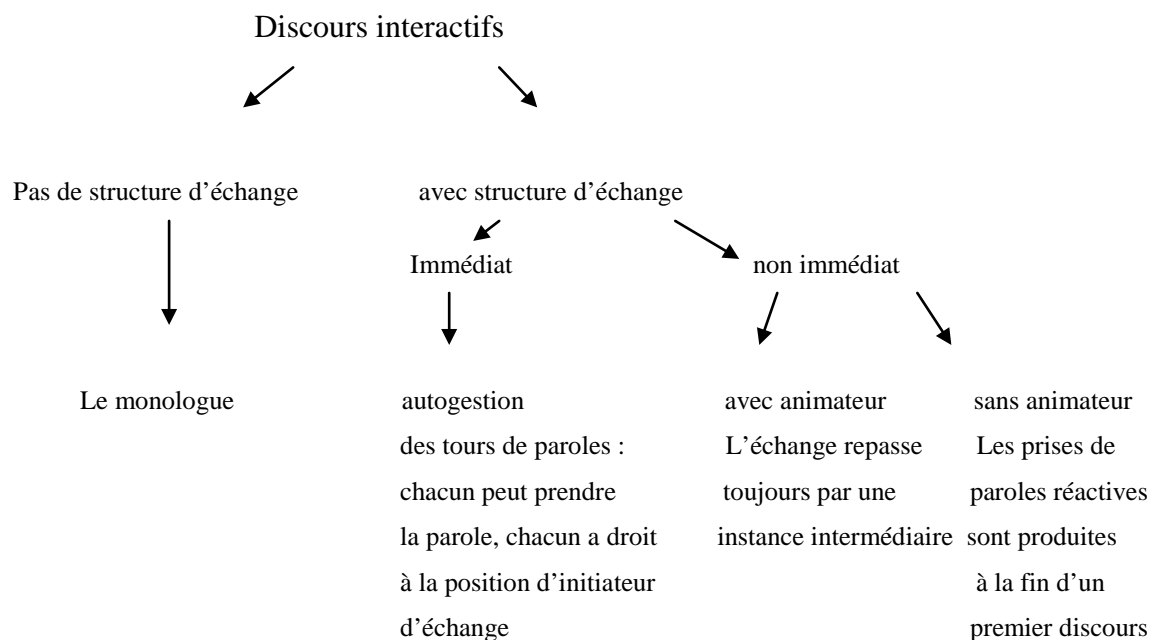 Discours interactifs
Pas de structure d’échange
avec structure d’échange
Immédiat
non immédiat
Le monologue
autogestion
des tours de paroles :
chacun peut prendre
la parole, chacun a droit
à la position d’initiateur
d’échange
avec animateur
L’échange repasse
toujours par une
instance intermédiaire
sans animateur
Les prises de
paroles réactives
sont produites
à la fin d’un
premier discours